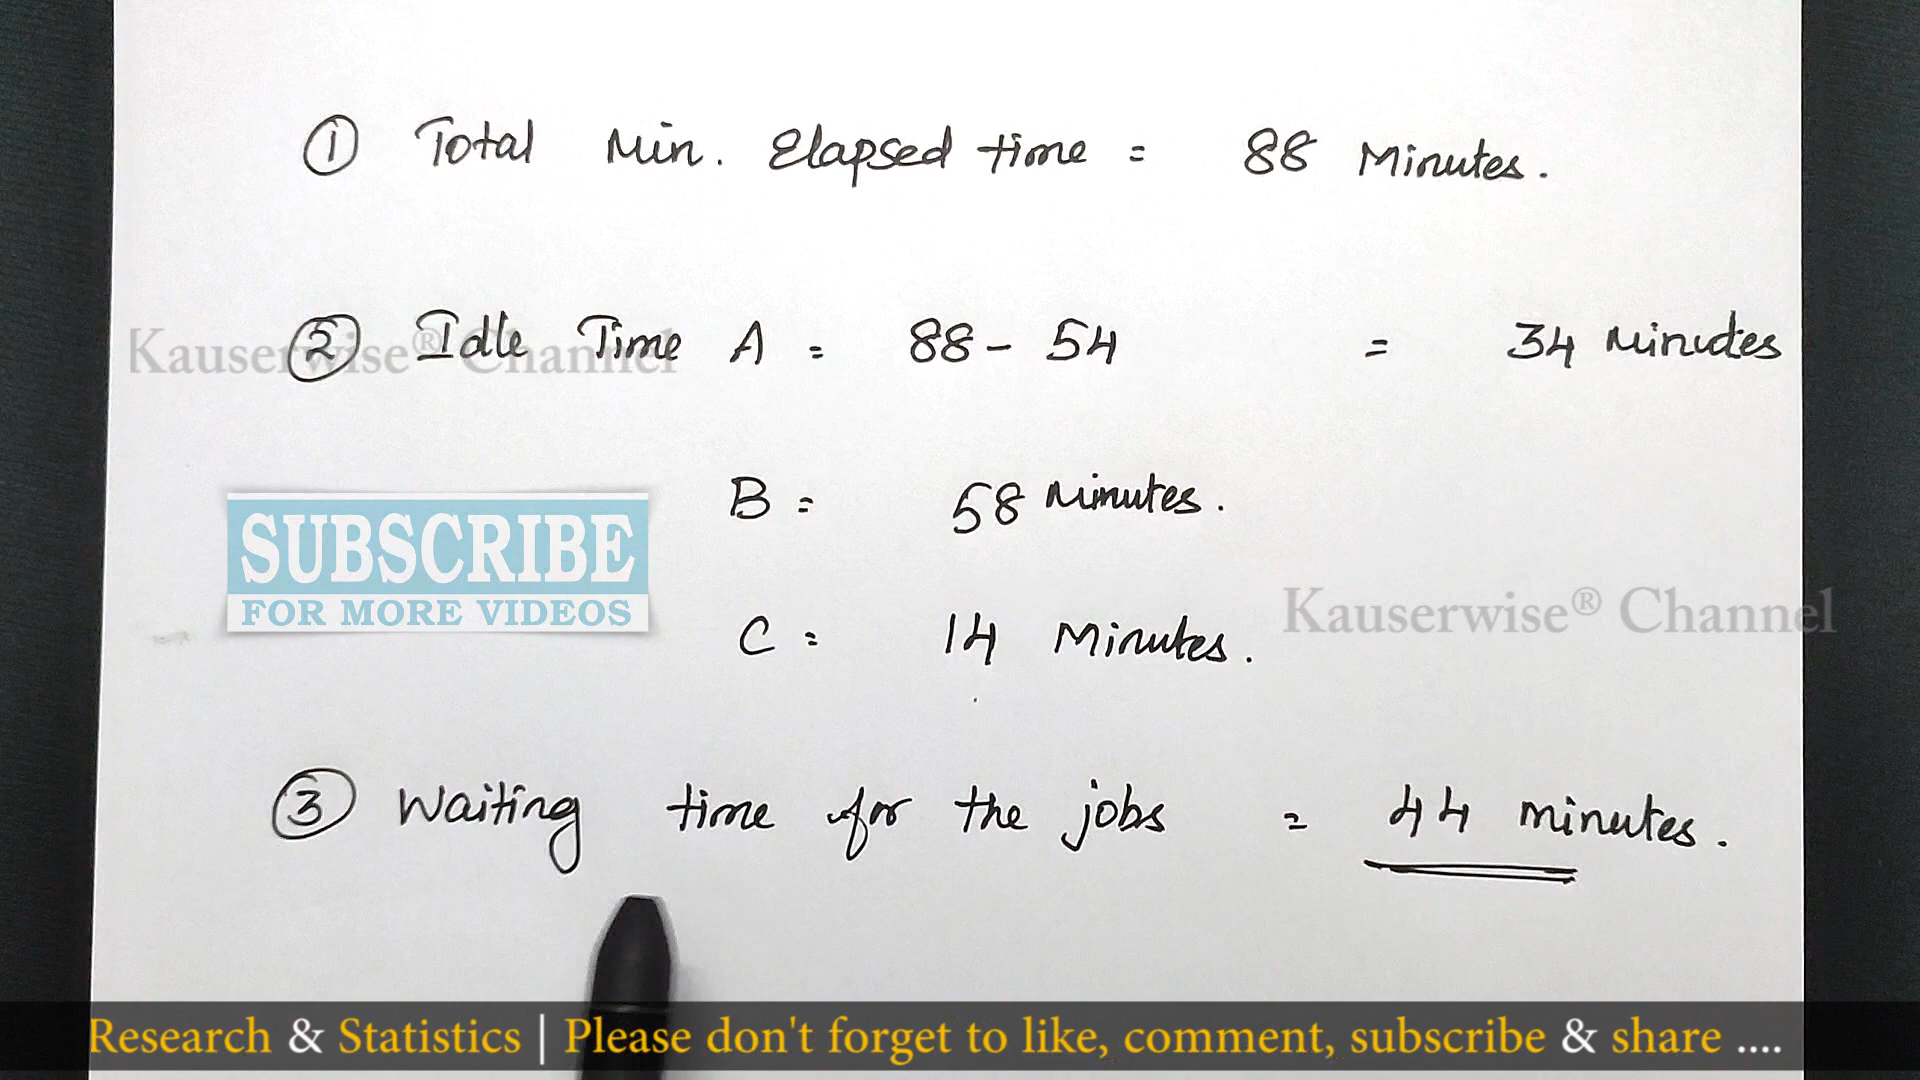 ① Total Min. Elapsed time = 88 Minutes.
② Idle Time A = 88 - 54 = 34 Minutes
Kauserwise® Channel
B = 58 Minutes.
SUBSCRIBE
FOR MORE VIDEOS
Kauserwise® Channel
C = 14 Minutes.
③ Waiting time for the jobs = 44 minutes.
Research & Statistics | Please don't forget to like, comment, subscribe & share ....